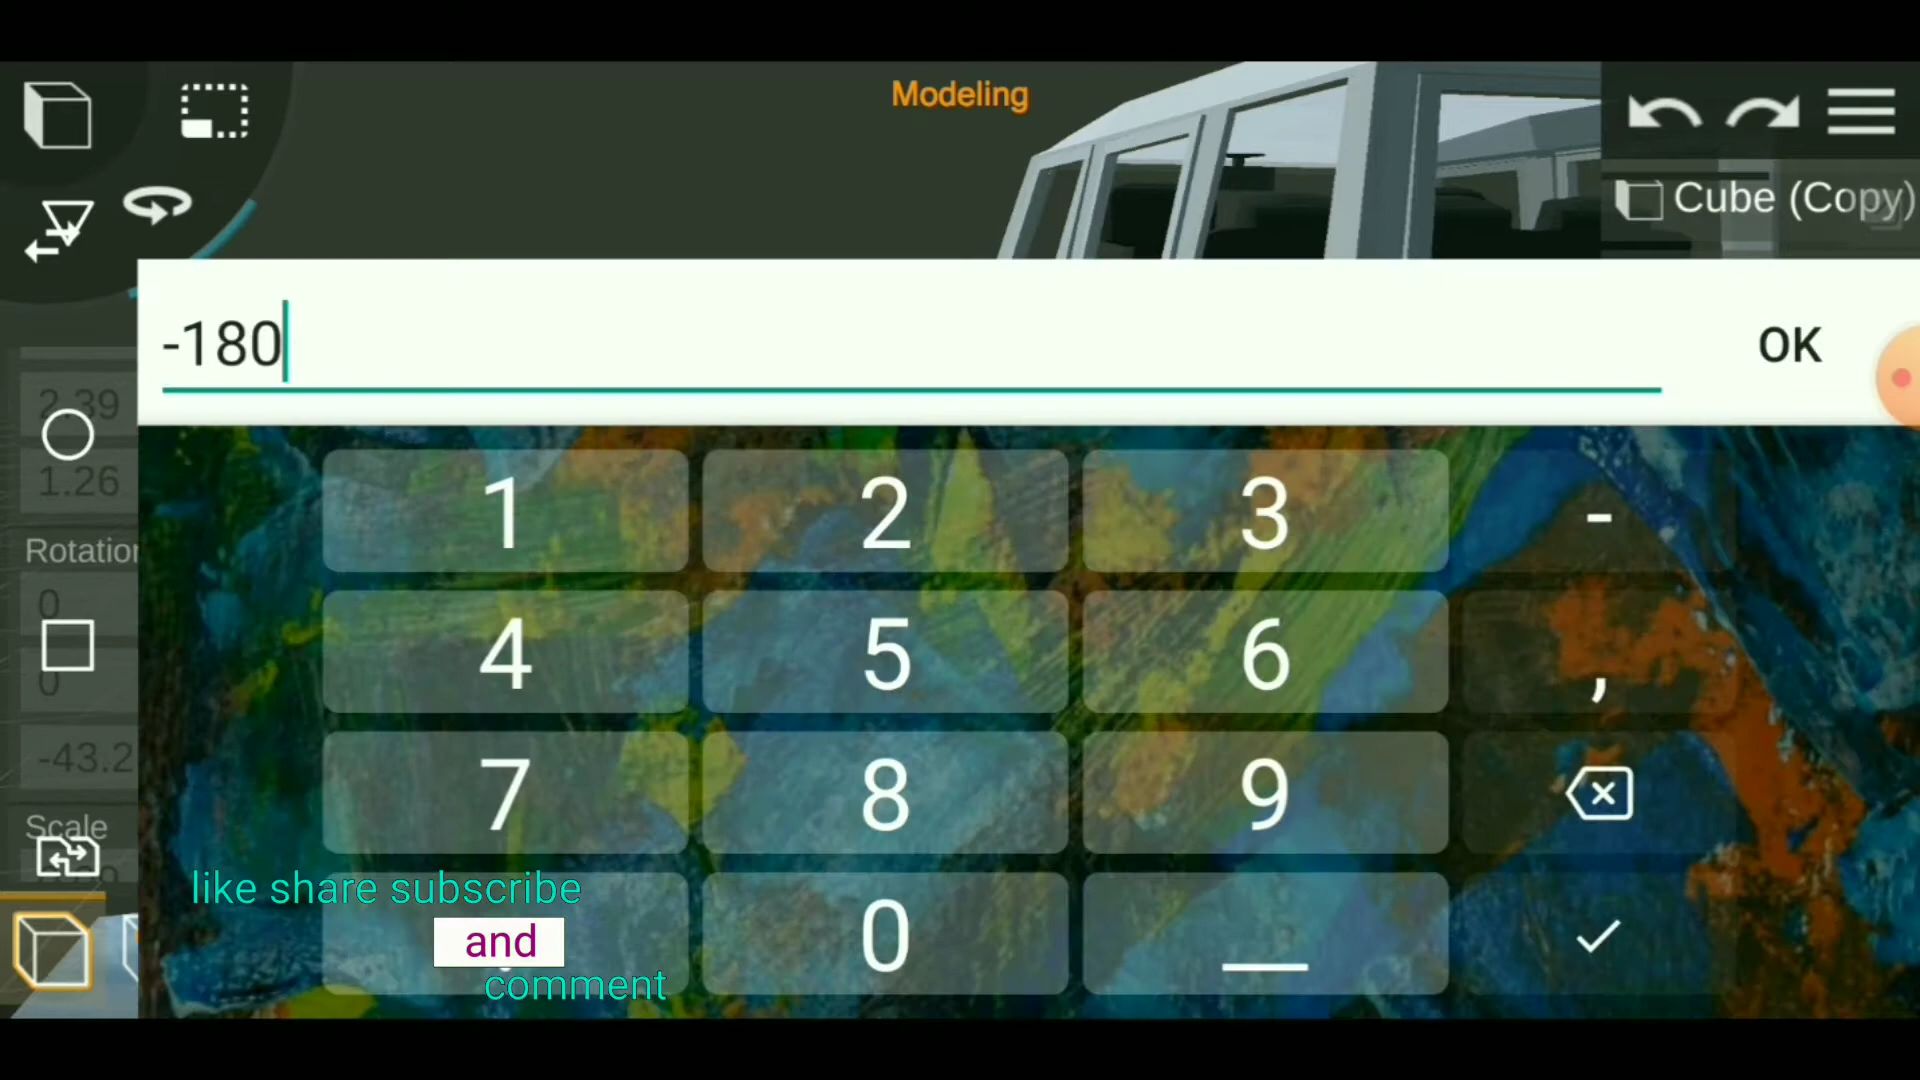 Modeling
Cube (Copy)
-180
OK
2.39
1.26
Rotation
0
0
-43.2
Scale
1 2 3 -
4 5 6 ,
7 8 9
0
like share subscribe
and
comment